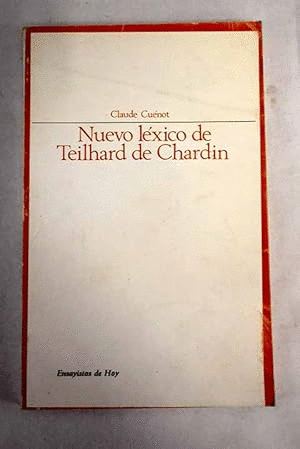 Claude Cuénot
Nuevo léxico de
Teilhard de Chardin
Ensayistas de Hoy